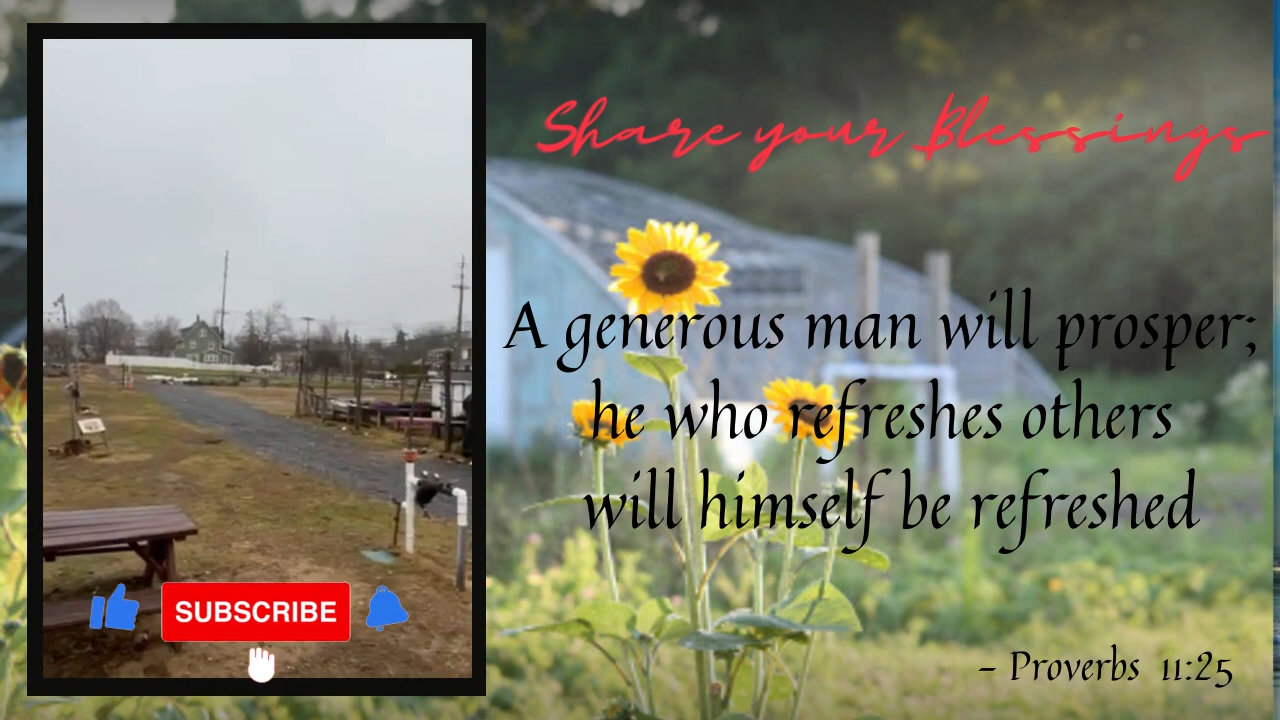 Share your Blessings
A generous man will prosper;
he who refreshes others
will himself be refreshed
SUBSCRIBE
- Proverbs 11:25